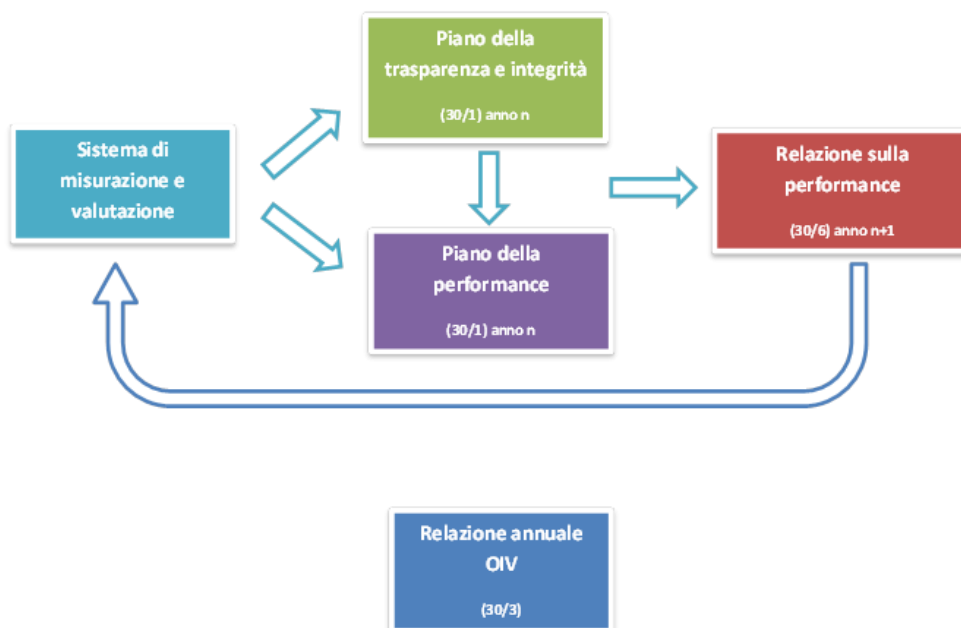 Piano della
trasparenza e integrità
(30/1) anno n
Sistema di
misurazione e
valutazione
Relazione sulla
performance
(30/6) anno n+1
Piano della
performance
(30/1) anno n
Relazione annuale
OIV
(30/3)